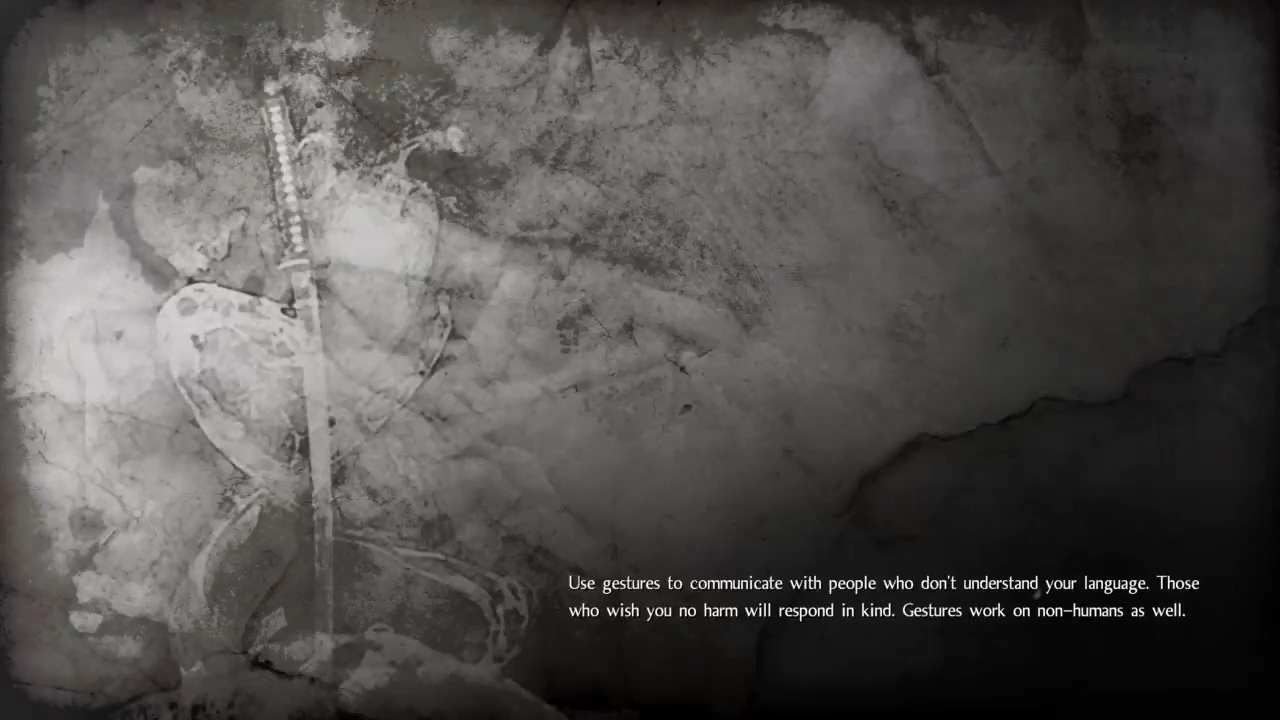 Use gestures to communicate with people who don't understand your language. Those
who wish you no harm will respond in kind. Gestures work on non-humans as well.